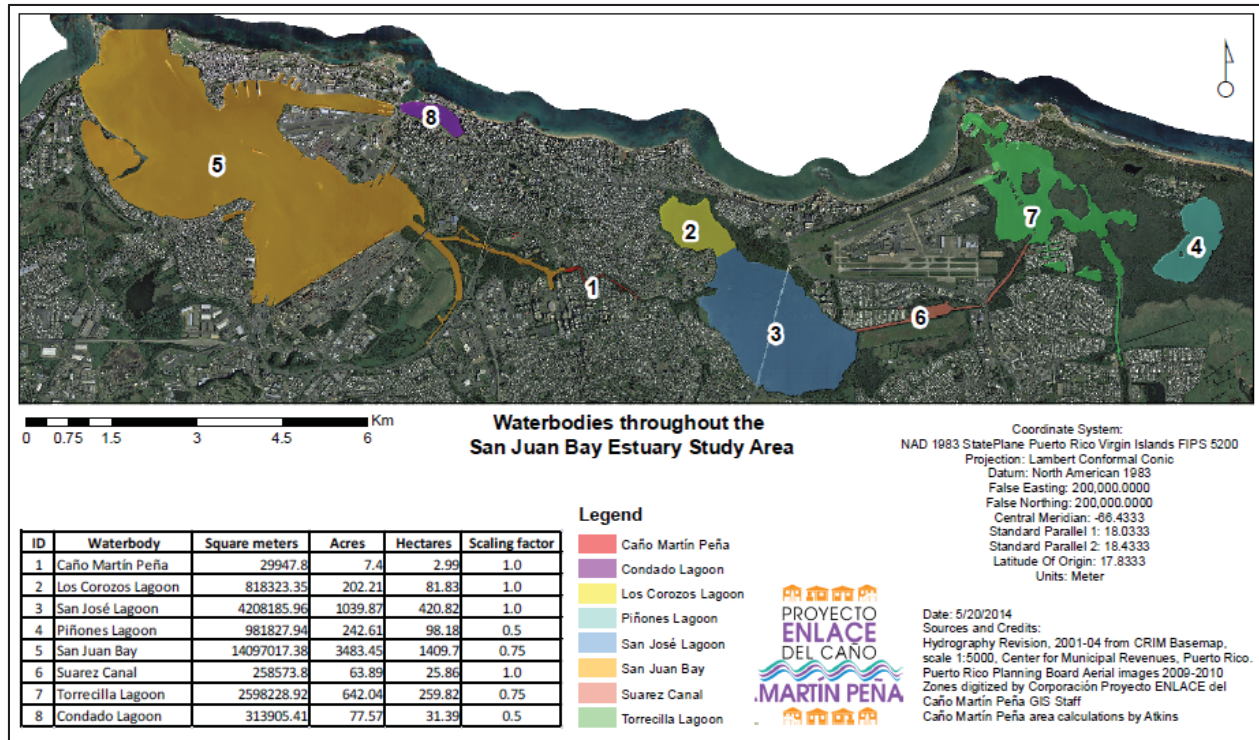 8
5
2
7
4
1
6
3
Km
0 0.75 1.5 3 4.5 6
Waterbodies throughout the
San Juan Bay Estuary Study Area
Coordinate System:
NAD 1983 StatePlane Puerto Rico Virgin Islands FIPS 5200
Projection: Lambert Conformal Conic
Datum: North American 1983
False Easting: 200,000.0000
False Northing: 200,000.0000
Central Meridian: -66.4333
Standard Parallel 1: 18.0333
Standard Parallel 2: 18.4333
Latitude Of Origin: 17.8333
Units: Meter
ID Waterbody Square meters Acres Hectares Scaling factor
1 Caño Martín Peña 29947.8 7.4 2.99 1.0
2 Los Corozos Lagoon 818323.35 202.21 81.83 1.0
3 San José Lagoon 4208185.96 1039.87 420.82 1.0
4 Piñones Lagoon 981827.94 242.61 98.18 0.5
5 San Juan Bay 14097017.38 3483.45 1409.7 0.75
6 Suarez Canal 258573.8 63.89 25.86 1.0
7 Torrecilla Lagoon 2598228.92 642.04 259.82 0.75
8 Condado Lagoon 313905.41 77.57 31.39 0.5
Legend
Caño Martín Peña
Condado Lagoon
Los Corozos Lagoon
Piñones Lagoon
San José Lagoon
San Juan Bay
Suarez Canal
Torrecilla Lagoon
PROYECTO
ENLACE
DEL CAÑO
MARTÍN PEÑA
Date: 5/20/2014
Sources and Credits:
Hydrography Revision, 2001-04 from CRIM Basemap,
scale 1:5000, Center for Municipal Revenues, Puerto Rico.
Puerto Rico Planning Board Aerial images 2009-2010
Zones digitized by Corporación Proyecto ENLACE del
Caño Martín Peña GIS Staff
Caño Martín Peña area calculations by Atkins